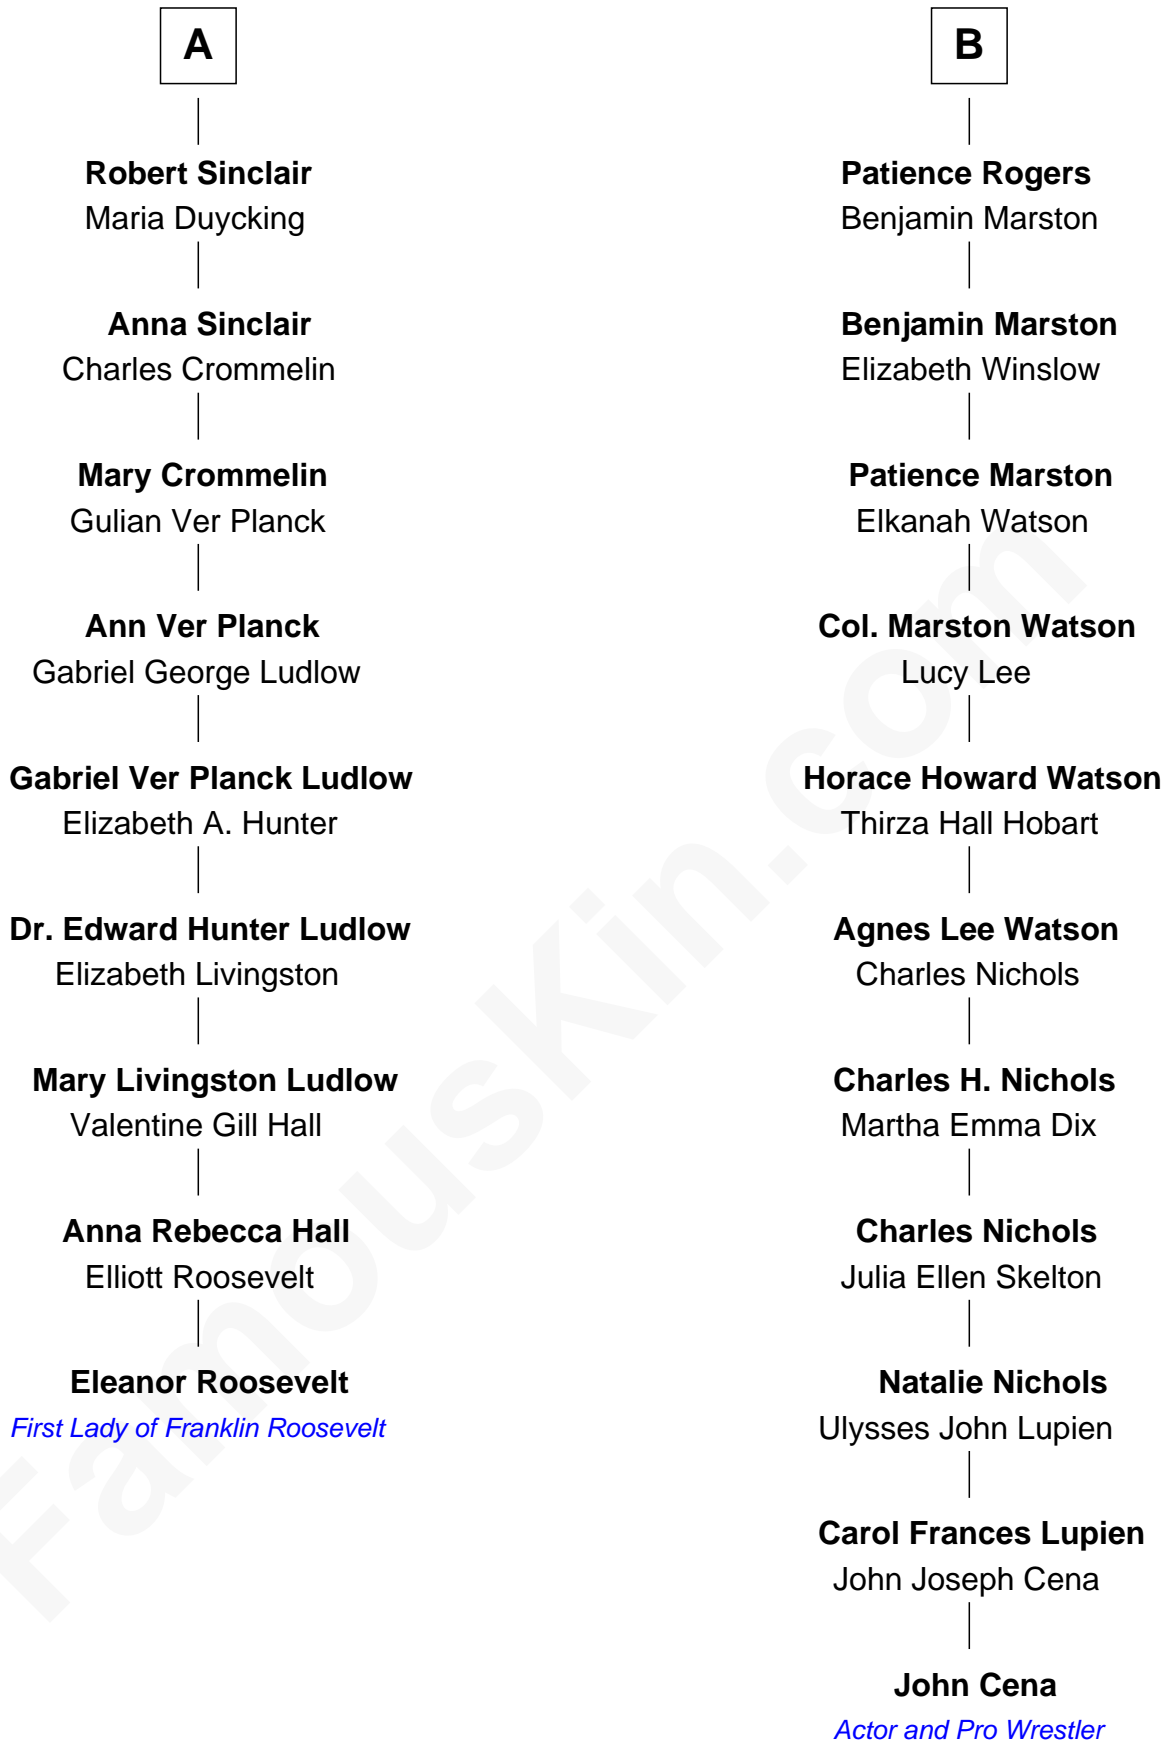 A
Robert Sinclair
Maria Duycking
Anna Sinclair
Charles Crommelin
Mary Crommelin
Gulian Ver Planck
Ann Ver Planck
Gabriel George Ludlow
Gabriel Ver Planck Ludlow
Elizabeth A. Hunter
Dr. Edward Hunter Ludlow
Elizabeth Livingston
Mary Livingston Ludlow
Valentine Gill Hall
Anna Rebecca Hall
Elliott Roosevelt
Eleanor Roosevelt
First Lady of Franklin Roosevelt
B
Patience Rogers
Benjamin Marston
Benjamin Marston
Elizabeth Winslow
Patience Marston
Elkanah Watson
Col. Marston Watson
Lucy Lee
Horace Howard Watson
Thirza Hall Hobart
Agnes Lee Watson
Charles Nichols
Charles H. Nichols
Martha Emma Dix
Charles Nichols
Julia Ellen Skelton
Natalie Nichols
Ulysses John Lupien
Carol Frances Lupien
John Joseph Cena
John Cena
Actor and Pro Wrestler
FamousKin.com